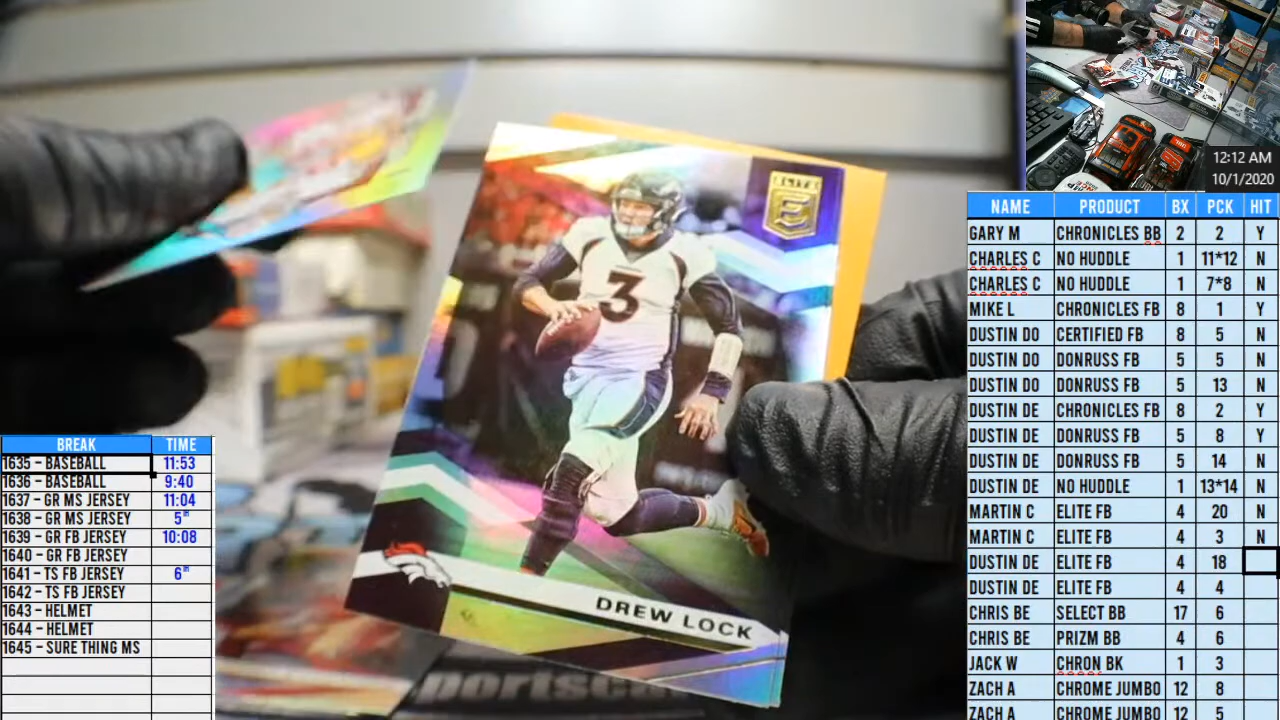 12:12 AM
10/1/2020
ELITE
E
3
DREW LOCK
NAME PRODUCT BX PCK HIT
GARY M CHRONICLES BB 2 2 Y
CHARLES C NO HUDDLE 1 11*12 N
CHARLES C NO HUDDLE 1 7*8 N
MIKE L CHRONICLES FB 8 1 Y
DUSTIN DO CERTIFIED FB 8 5 N
DUSTIN DO DONRUSS FB 5 5 N
DUSTIN DO DONRUSS FB 5 13 N
DUSTIN DE CHRONICLES FB 8 2 Y
DUSTIN DE DONRUSS FB 5 8 Y
DUSTIN DE DONRUSS FB 5 14 N
DUSTIN DE NO HUDDLE 1 13*14 N
MARTIN C ELITE FB 4 20 N
MARTIN C ELITE FB 4 3 N
DUSTIN DE ELITE FB 4 18
DUSTIN DE ELITE FB 4 4
CHRIS BE SELECT BB 17 6
CHRIS BE PRIZM BB 4 6
JACK W CHRON BK 1 3
ZACH A CHROME JUMBO 12 8
ZACH A CHROME JUMBO 12 5
BREAK TIME
1635 - BASEBALL 11:53
1636 - BASEBALL 9:40
1637 - GR MS JERSEY 11:04
1638 - GR MS JERSEY 5TH
1639 - GR FB JERSEY 10:08
1640 - GR FB JERSEY
1641 - TS FB JERSEY 6TH
1642 - TS FB JERSEY
1643 - HELMET
1644 - HELMET
1645 - SURE THING MS